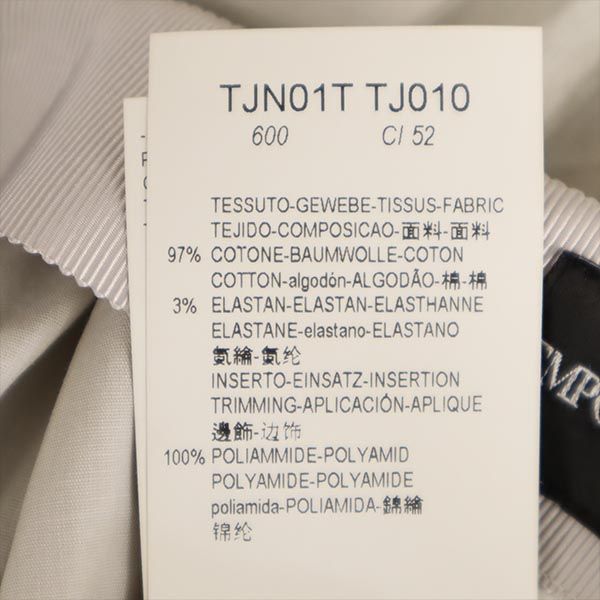 TJN01T TJ010
600 CI 52
TESSUTO-GEWEBE-TISSUS-FABRIC
TEJIDO-COMPOSICAO-面料-面料
97% COTONE-BAUMWOLLE-COTON
COTTON-algodón-ALGODÃO-棉-棉
3% ELASTAN-ELASTAN-ELASTHANNE
ELASTANE-elastano-ELASTANO
氨綸-氨纶
INSERTO-EINSATZ-INSERTION
TRIMMING-APLICACIÓN-APLIQUE
邊飾-边饰
100% POLIAMMIDE-POLYAMID
POLYAMIDE-POLYAMIDE
poliamida-POLIAMIDA-錦綸
锦纶